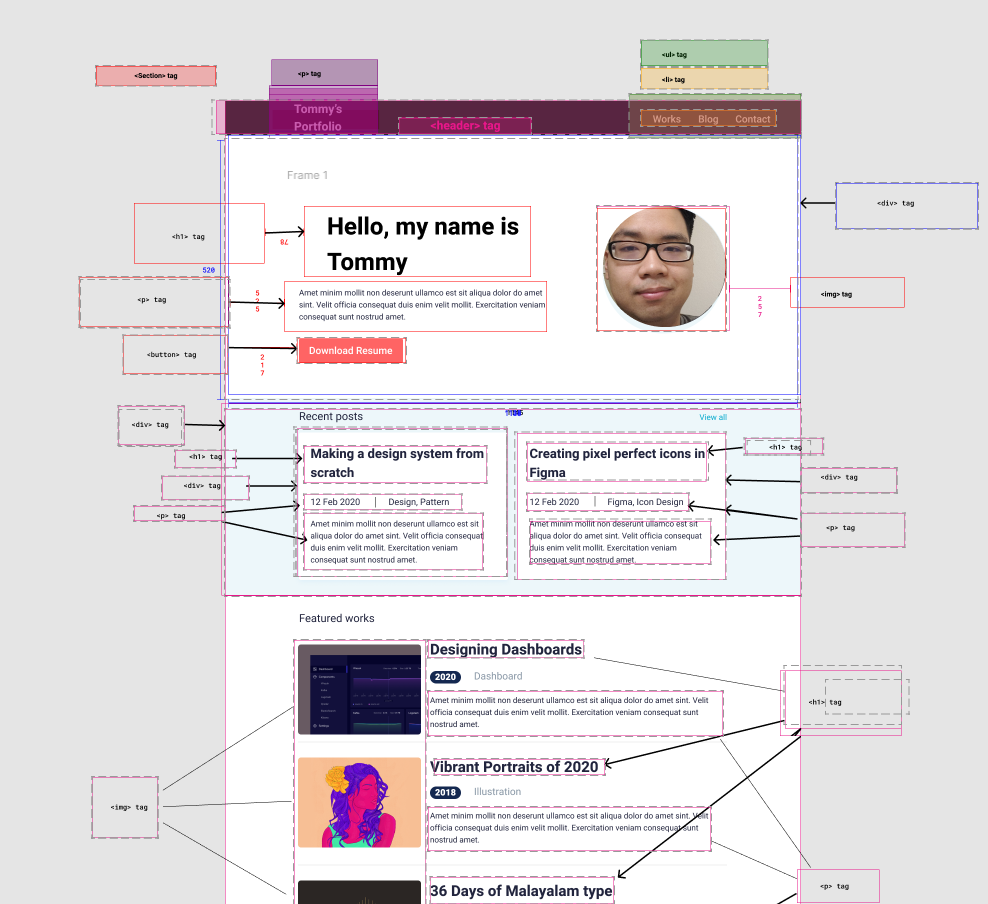 <ul> tag
<p> tag
<Section> tag
<li> tag
Tommy's
Portfolio
<header> tag
Works Blog Contact
Frame 1
<div> tag
<h1> tag
Hello, my name is
Tommy
78
520
<p> tag
5
2
5
Amet minim mollit non deserunt ullamco est sit aliqua dolor do amet
sint. Velit officia consequat duis enim velit mollit. Exercitation veniam
consequat sunt nostrud amet.
2
5
7
<img> tag
<button> tag
2
1
7
Download Resume
Recent posts
View all
<div> tag
<h1> tag
Making a design system from
scratch
Creating pixel perfect icons in
Figma
<h1> tag
<div> tag
<div> tag
12 Feb 2020 | Design, Pattern
12 Feb 2020 | Figma, Icon Design
<p> tag
<p> tag
Amet minim mollit non deserunt ullamco est sit
aliqua dolor do amet sint. Velit officia consequat
duis enim velit mollit. Exercitation veniam
consequat sunt nostrud amet.
Amet minim mollit non deserunt ullamco est sit
aliqua dolor do amet sint. Velit officia consequat
duis enim velit mollit. Exercitation veniam
consequat sunt nostrud amet.
Featured works
Designing Dashboards
2020 Dashboard
Amet minim mollit non deserunt ullamco est sit aliqua dolor do amet sint. Velit
officia consequat duis enim velit mollit. Exercitation veniam consequat sunt
nostrud amet.
<h1> tag
Vibrant Portraits of 2020
2018 Illustration
Amet minim mollit non deserunt ullamco est sit aliqua dolor do amet sint. Velit
officia consequat duis enim velit mollit. Exercitation veniam consequat sunt
nostrud amet.
<img> tag
36 Days of Malayalam type
<p> tag